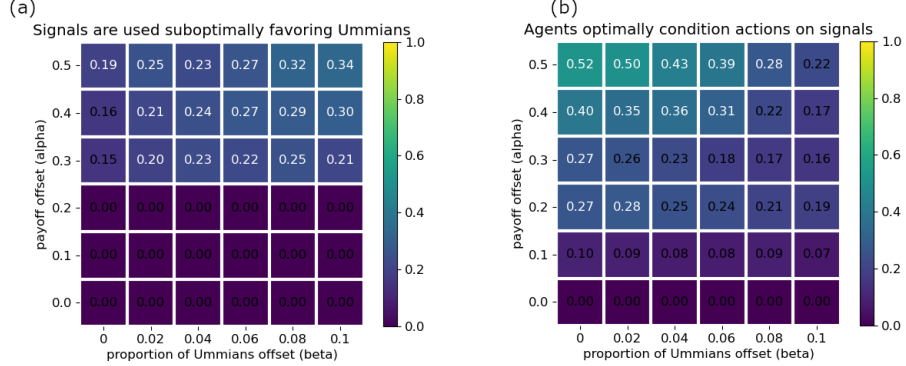 (a)
Signals are used suboptimally favoring Ummians
payoff offset (alpha)
0.5 0.19 0.25 0.23 0.27 0.32 0.34
0.4 0.16 0.21 0.24 0.27 0.29 0.30
0.3 0.15 0.20 0.23 0.22 0.25 0.21
0.2 0.00 0.00 0.00 0.00 0.00 0.00
0.1 0.00 0.00 0.00 0.00 0.00 0.00
0.0 0.00 0.00 0.00 0.00 0.00 0.00
0 0.02 0.04 0.06 0.08 0.1
proportion of Ummians offset (beta)
1.0
0.8
0.6
0.4
0.2
0.0
(b)
Agents optimally condition actions on signals
payoff offset (alpha)
0.5 0.52 0.50 0.43 0.39 0.28 0.22
0.4 0.40 0.35 0.36 0.31 0.22 0.17
0.3 0.27 0.26 0.23 0.18 0.17 0.16
0.2 0.27 0.28 0.25 0.24 0.21 0.19
0.1 0.10 0.09 0.08 0.08 0.09 0.07
0.0 0.00 0.00 0.00 0.00 0.00 0.00
0 0.02 0.04 0.06 0.08 0.1
proportion of Ummians offset (beta)
1.0
0.8
0.6
0.4
0.2
0.0